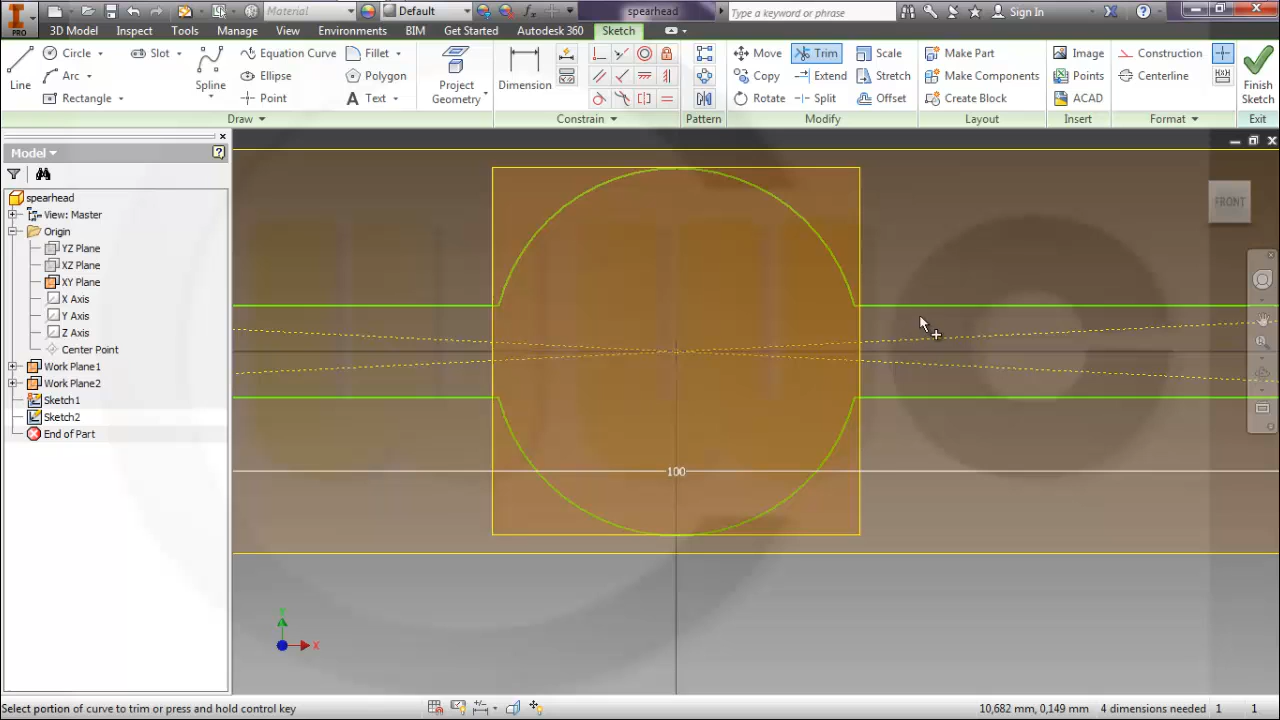 PRO
Material
Default
spearhead
Type a keyword or phrase
Sign In
3D Model Inspect Tools Manage View Environments BIM Get Started Autodesk 360 Sketch
Line
Circle
Arc
Rectangle
Slot
Spline
Equation Curve
Ellipse
Point
Fillet
Polygon
Text
Project
Geometry
Dimension
Move
Copy
Rotate
Trim
Extend
Split
Scale
Stretch
Offset
Make Part
Make Components
Create Block
Image
Points
ACAD
Construction
Centerline
Finish
Sketch
Draw Constrain Pattern Modify Layout Insert Format Exit
Model
spearhead
View: Master
Origin
YZ Plane
XZ Plane
XY Plane
X Axis
Y Axis
Z Axis
Center Point
Work Plane1
Work Plane2
Sketch1
Sketch2
End of Part
FRONT
100
Y
X
Select portion of curve to trim or press and hold control key
10,682 mm, 0,149 mm 4 dimensions needed 1 1